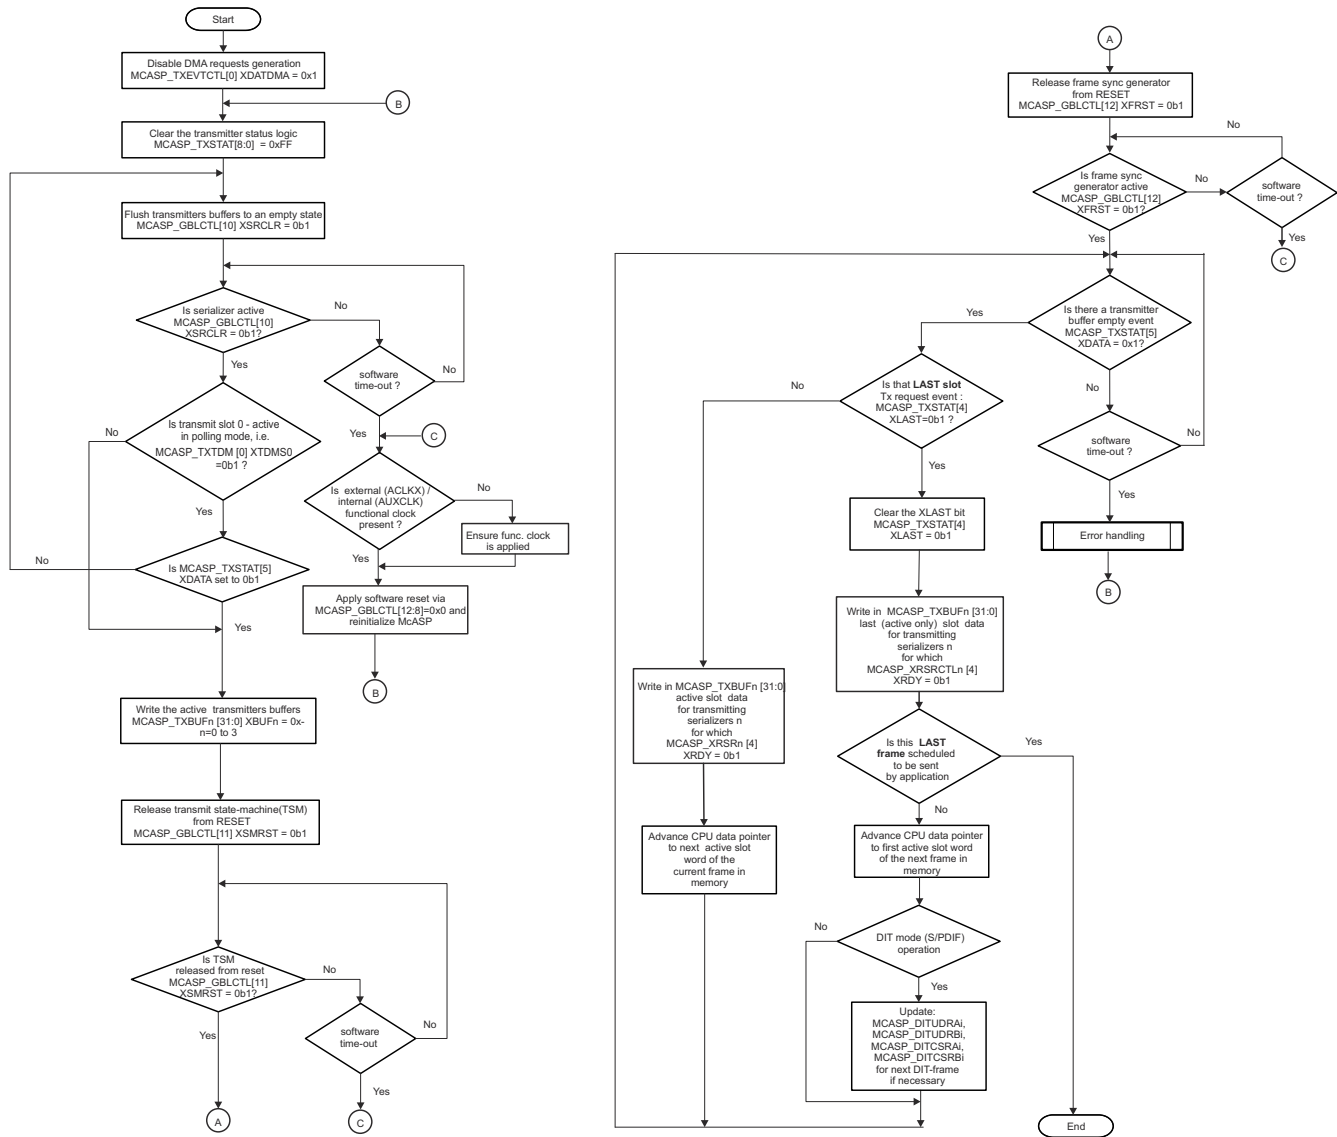 Start
Disable DMA requests generation
MCASP_TXEVTCTL[0] XDATDMA = 0x1
B
Clear the transmitter status logic
MCASP_TXSTAT[8:0] = 0xFF
Flush transmitters buffers to an empty state
MCASP_GBLCTL[10] XSRCLR = 0b1
Is serializer active
MCASP_GBLCTL[10]
XSRCLR = 0b1?
No
Yes
software
time-out ?
No
Yes
C
Is transmit slot 0 - active
in polling mode, i.e.
MCASP_TXTDM [0] XTDMS0
=0b1 ?
No
Yes
Is external (ACLKX) /
internal (AUXCLK)
functional clock
present ?
No
Yes
Ensure func. clock
is applied
Is MCASP_TXSTAT[5]
XDATA set to 0b1
No
Yes
Apply software reset via
MCASP_GBLCTL[12:8]=0x0 and
reinitialize McASP
B
Write the active transmitters buffers
MCASP_TXBUFn [31:0] XBUFn = 0x-
n=0 to 3
Release transmit state-machine(TSM)
from RESET
MCASP_GBLCTL[11] XSMRST = 0b1
Is TSM
released from reset
MCASP_GBLCTL[11]
XSMRST = 0b1?
No
Yes
software
time-out
No
Yes
A
C
A
Release frame sync generator
from RESET
MCASP_GBLCTL[12] XFRST = 0b1
No
Is frame sync
generator active
MCASP_GBLCTL[12]
XFRST = 0b1?
No
Yes
software
time-out ?
Yes
C
Is there a transmitter
buffer empty event
MCASP_TXSTAT[5]
XDATA = 0x1?
Yes
No
software
time-out ?
No
Yes
Error handling
B
Is that LAST slot
Tx request event :
MCASP_TXSTAT[4]
XLAST=0b1 ?
No
Yes
Clear the XLAST bit
MCASP_TXSTAT[4]
XLAST = 0b1
Write in MCASP_TXBUFn [31:0]
last (active only) slot data
for transmitting
serializers n
for which
MCASP_XRSRCTLn [4]
XRDY = 0b1
Write in MCASP_TXBUFn [31:0]
active slot data
for transmitting
serializers n
for which
MCASP_XRSRn [4]
XRDY = 0b1
Is this LAST
frame scheduled
to be sent
by application
Yes
No
Advance CPU data pointer
to next active slot
word of the
current frame in
memory
Advance CPU data pointer
to first active slot word
of the next frame in
memory
DIT mode (S/PDIF)
operation
No
Yes
Update:
MCASP_DITUDRAi,
MCASP_DITUDRBi,
MCASP_DITCSRAi,
MCASP_DITCSRBi
for next DIT-frame
if necessary
End